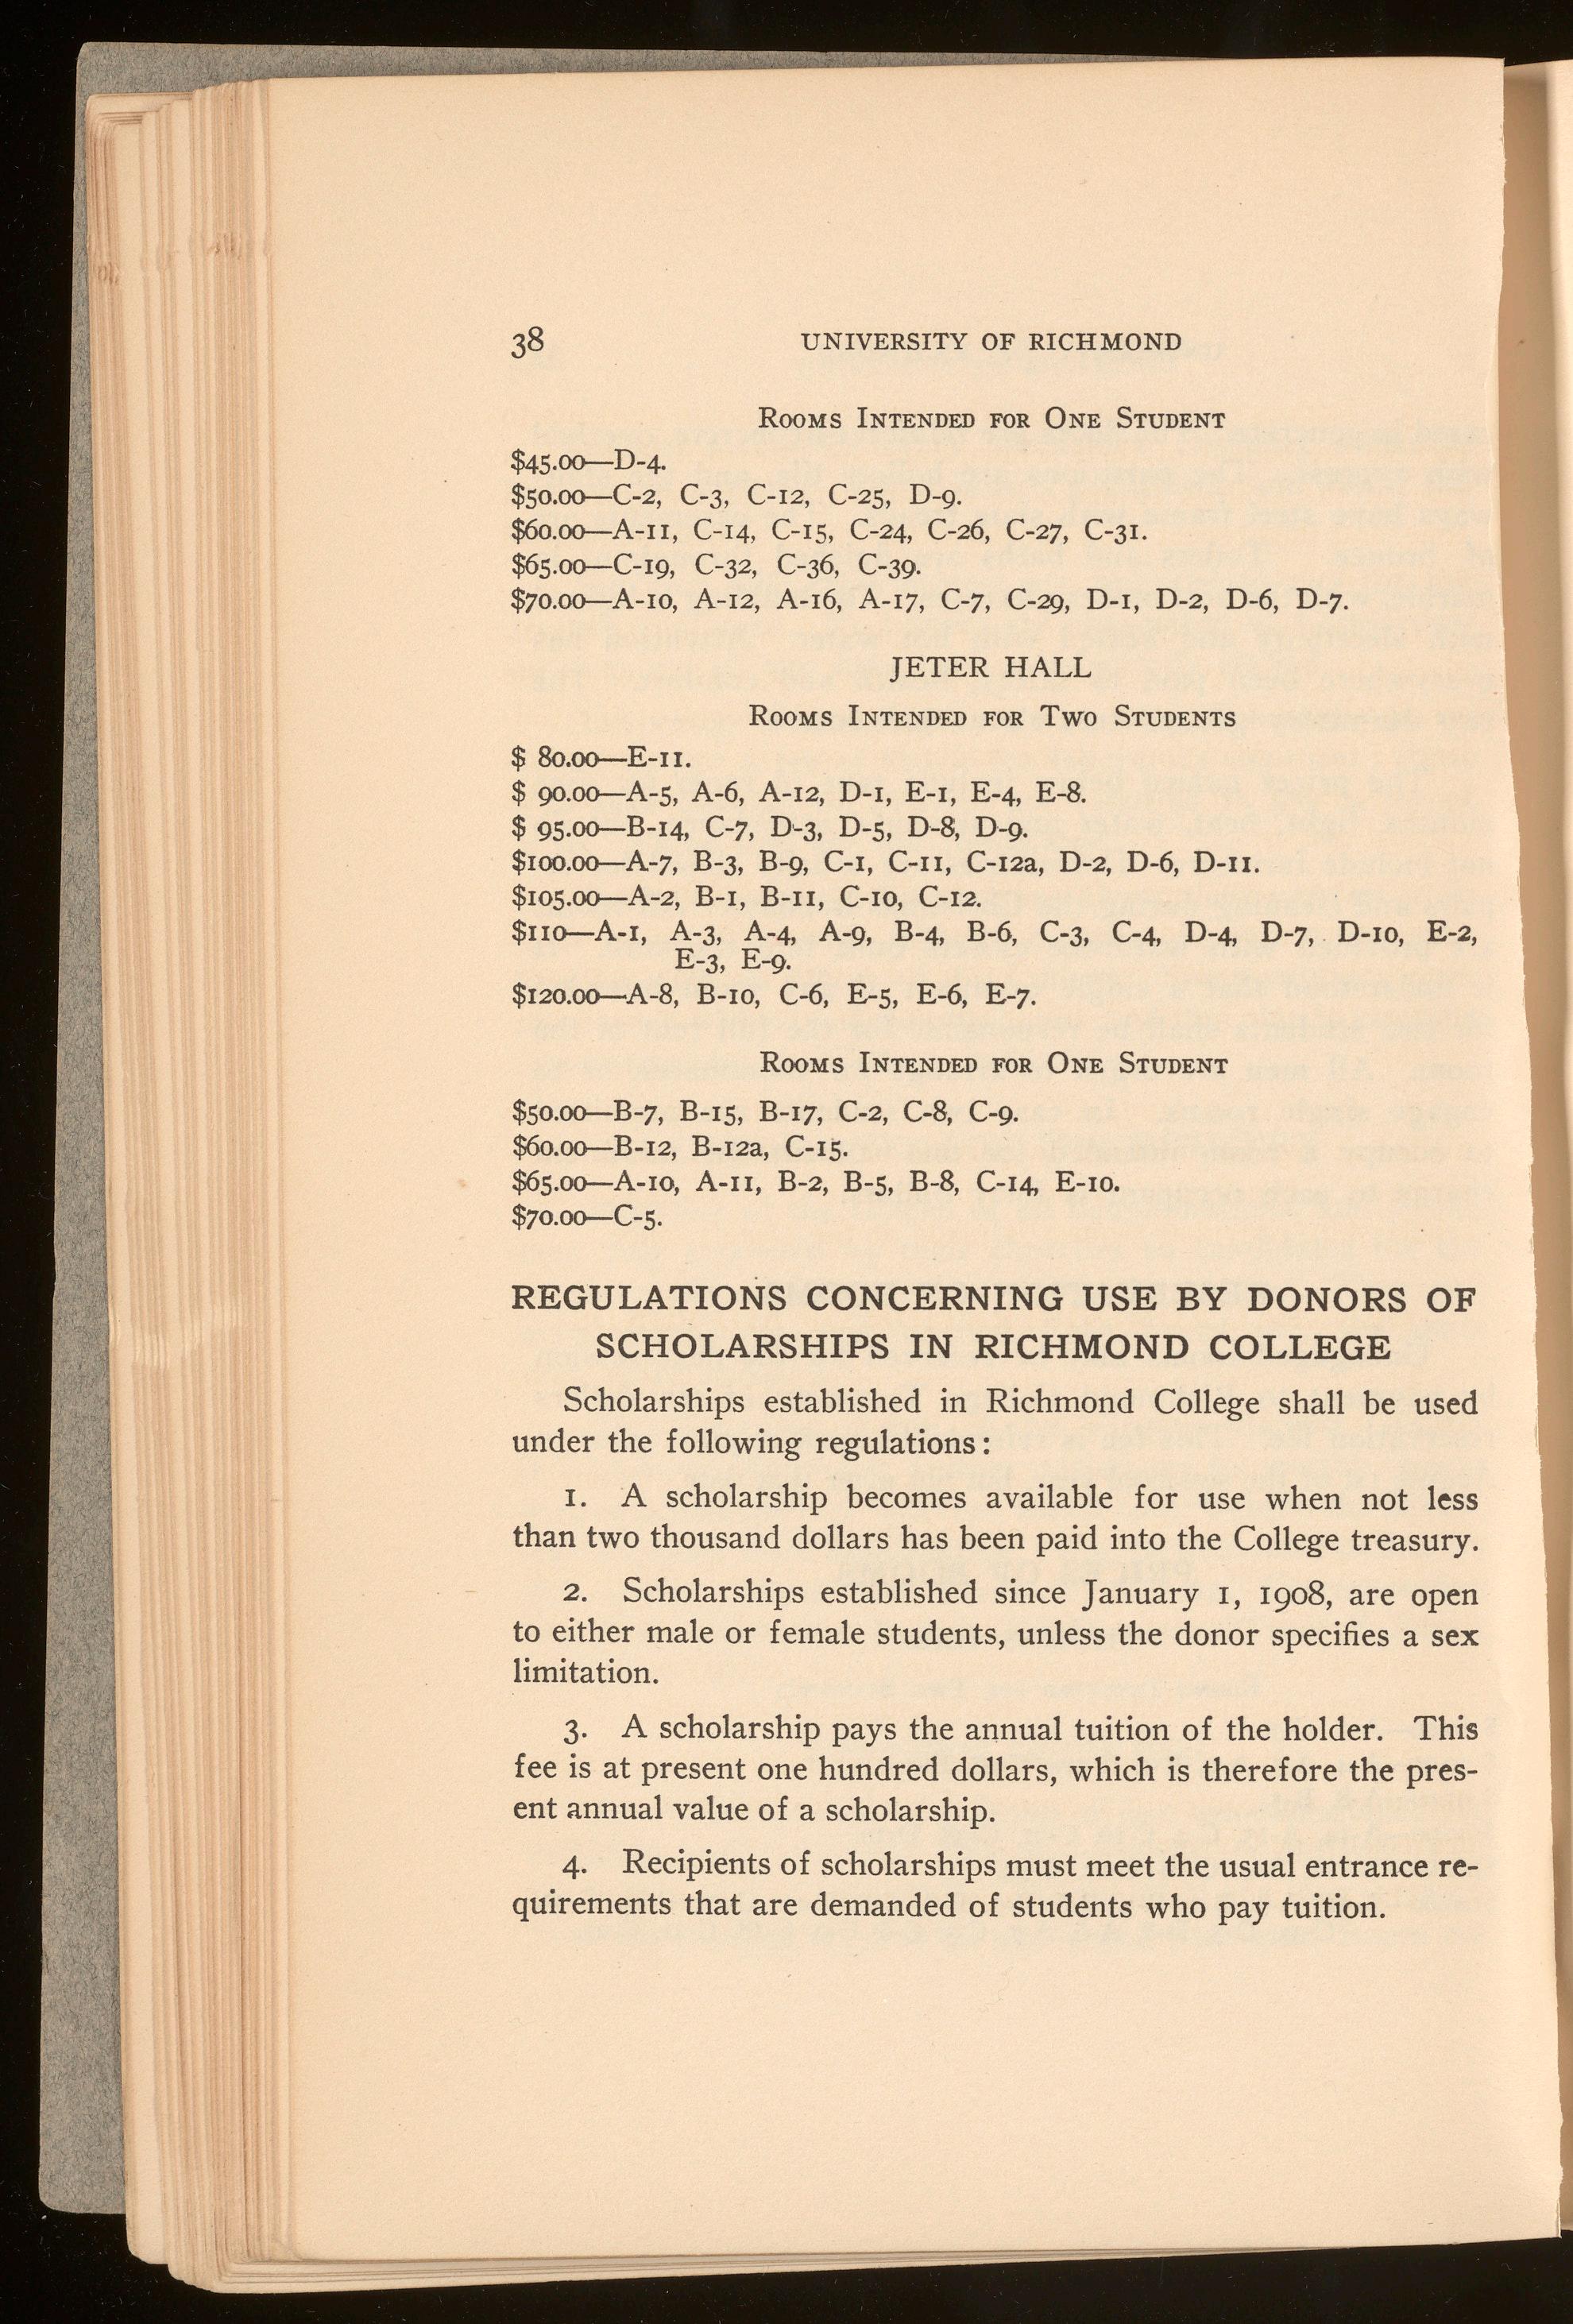 38 UNIVERSITY OF RICHMOND
ROOMS INTENDED FOR ONE STUDENT
$45.00—D-4.
$50.00—C-2, C-3, C-12, C-25, D-9.
$60.00—A-11, C-14, C-15, C-24, C-26, C-27, C-31.
$65.00—C-19, C-32, C-36, C-39.
$70.00—A-10, A-12, A-16, A-17, C-7, C-29, D-1, D-2, D-6, D-7.
JETER HALL
ROOMS INTENDED FOR TWO STUDENTS
$ 80.00—E-11.
$ 90.00—A-5, A-6, A-12, D-1, E-1, E-4, E-8.
$ 95.00—B-14, C-7, D-3, D-5, D-8, D-9.
$100.00—A-7, B-3, B-9, C-1, C-11, C-12a, D-2, D-6, D-11.
$105.00—A-2, B-1, B-11, C-10, C-12.
$110—A-1, A-3, A-4, A-9, B-4, B-6, C-3, C-4, D-4, D-7, D-10, E-2,
E-3, E-9.
$120.00—A-8, B-10, C-6, E-5, E-6, E-7.
ROOMS INTENDED FOR ONE STUDENT
$50.00—B-7, B-15, B-17, C-2, C-8, C-9.
$60.00—B-12, B-12a, C-15.
$65.00—A-10, A-11, B-2, B-5, B-8, C-14, E-10.
$70.00—C-5.
REGULATIONS CONCERNING USE BY DONORS OF
SCHOLARSHIPS IN RICHMOND COLLEGE
Scholarships established in Richmond College shall be used
under the following regulations:
1. A scholarship becomes available for use when not less
than two thousand dollars has been paid into the College treasury.
2. Scholarships established since January 1, 1908, are open
to either male or female students, unless the donor specifies a sex
limitation.
3. A scholarship pays the annual tuition of the holder. This
fee is at present one hundred dollars, which is therefore the pres-
ent annual value of a scholarship.
4. Recipients of scholarships must meet the usual entrance re-
quirements that are demanded of students who pay tuition.